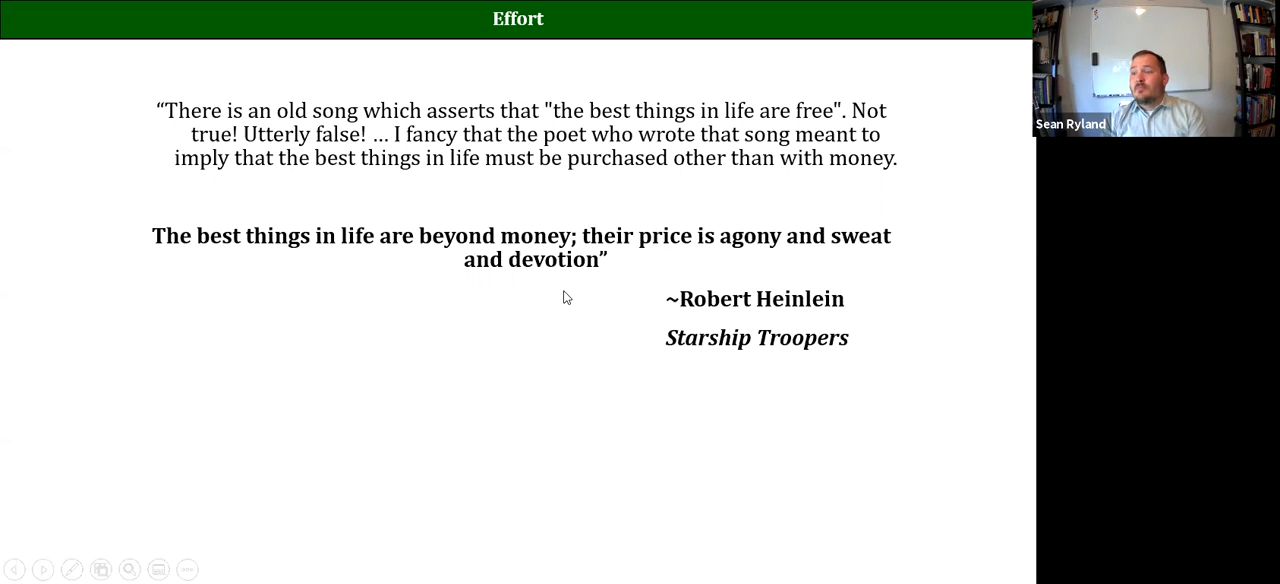 Effort
“There is an old song which asserts that "the best things in life are free". Not
true! Utterly false! … I fancy that the poet who wrote that song meant to
imply that the best things in life must be purchased other than with money.
The best things in life are beyond money; their price is agony and sweat
and devotion”
~Robert Heinlein
Starship Troopers
Sean Ryland